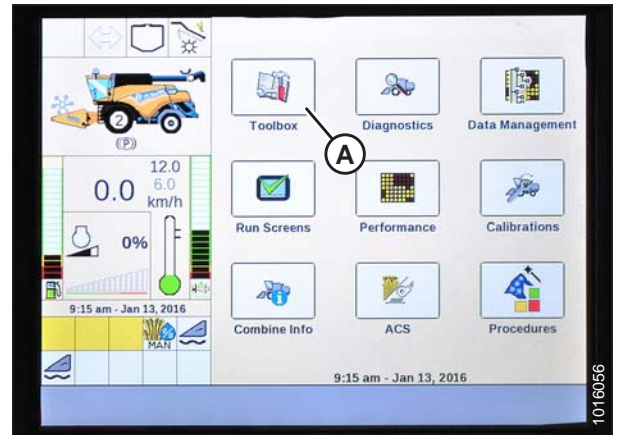 Toolbox
Diagnostics
Data Management
A
2
(P)
12.0
0.0
6.0
km/h
Run Screens
Performance
Calibrations
0%
9:15 am - Jan 13, 2016
MAN
Combine Info
ACS
Procedures
9:15 am - Jan 13, 2016
1016056